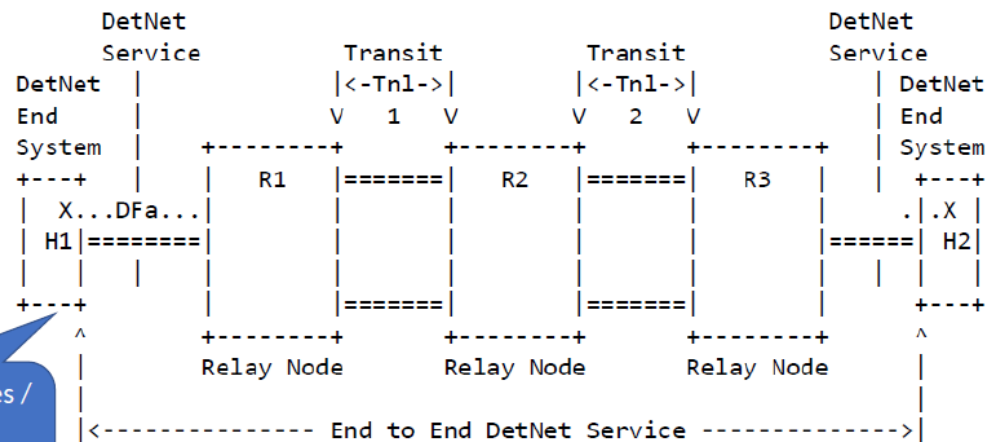 DetNet DetNet
Service Transit Transit Service
DetNet | |<-Tnl->| |<-Tnl->| | DetNet
End | V 1 V V 2 V | End
System | +--------+ +--------+ +--------+ | System
+---+ | | R1 |=======| R2 |=======| R3 | | +---+
| X...DFa...| | | | | | .|.X |
| H1|========| | | | | |======| H2|
| | | | | | | | | | | |
+---+ | |=======| |=======| | +---+
^ +--------+ +--------+ +--------+ ^
| Relay Node Relay Node Relay Node |
es / | |
|<--------------- End to End DetNet Service -------------->|